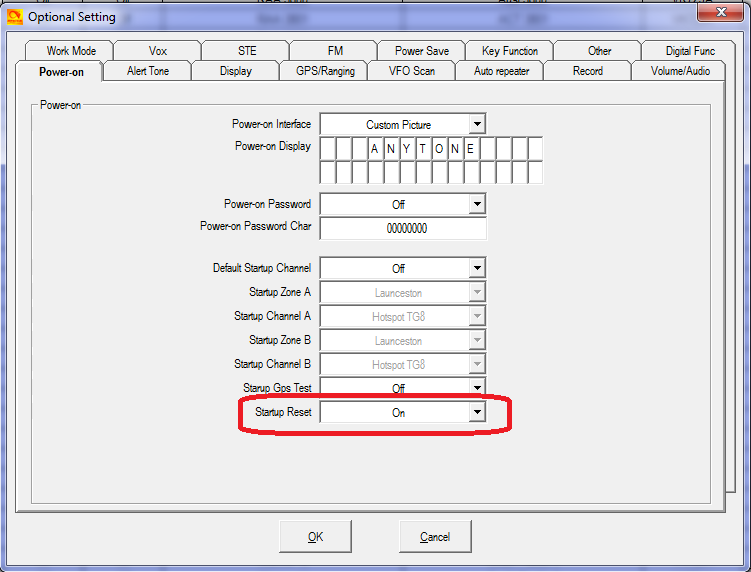 Optional Setting
Work Mode Vox STE FM Power Save Key Function Other Digital Func
Power-on Alert Tone Display GPS/Ranging VFO Scan Auto repeater Record Volume/Audio
Power-on
Power-on Interface Custom Picture
Power-on Display A N Y T O N E
Power-on Password Off
Power-on Password Char 00000000
Default Startup Channel Off
Startup Zone A Launceston
Startup Channel A Hotspot TG8
Startup Zone B Launceston
Startup Channel B Hotspot TG8
Starup Gps Test Off
Startup Reset On
OK Cancel